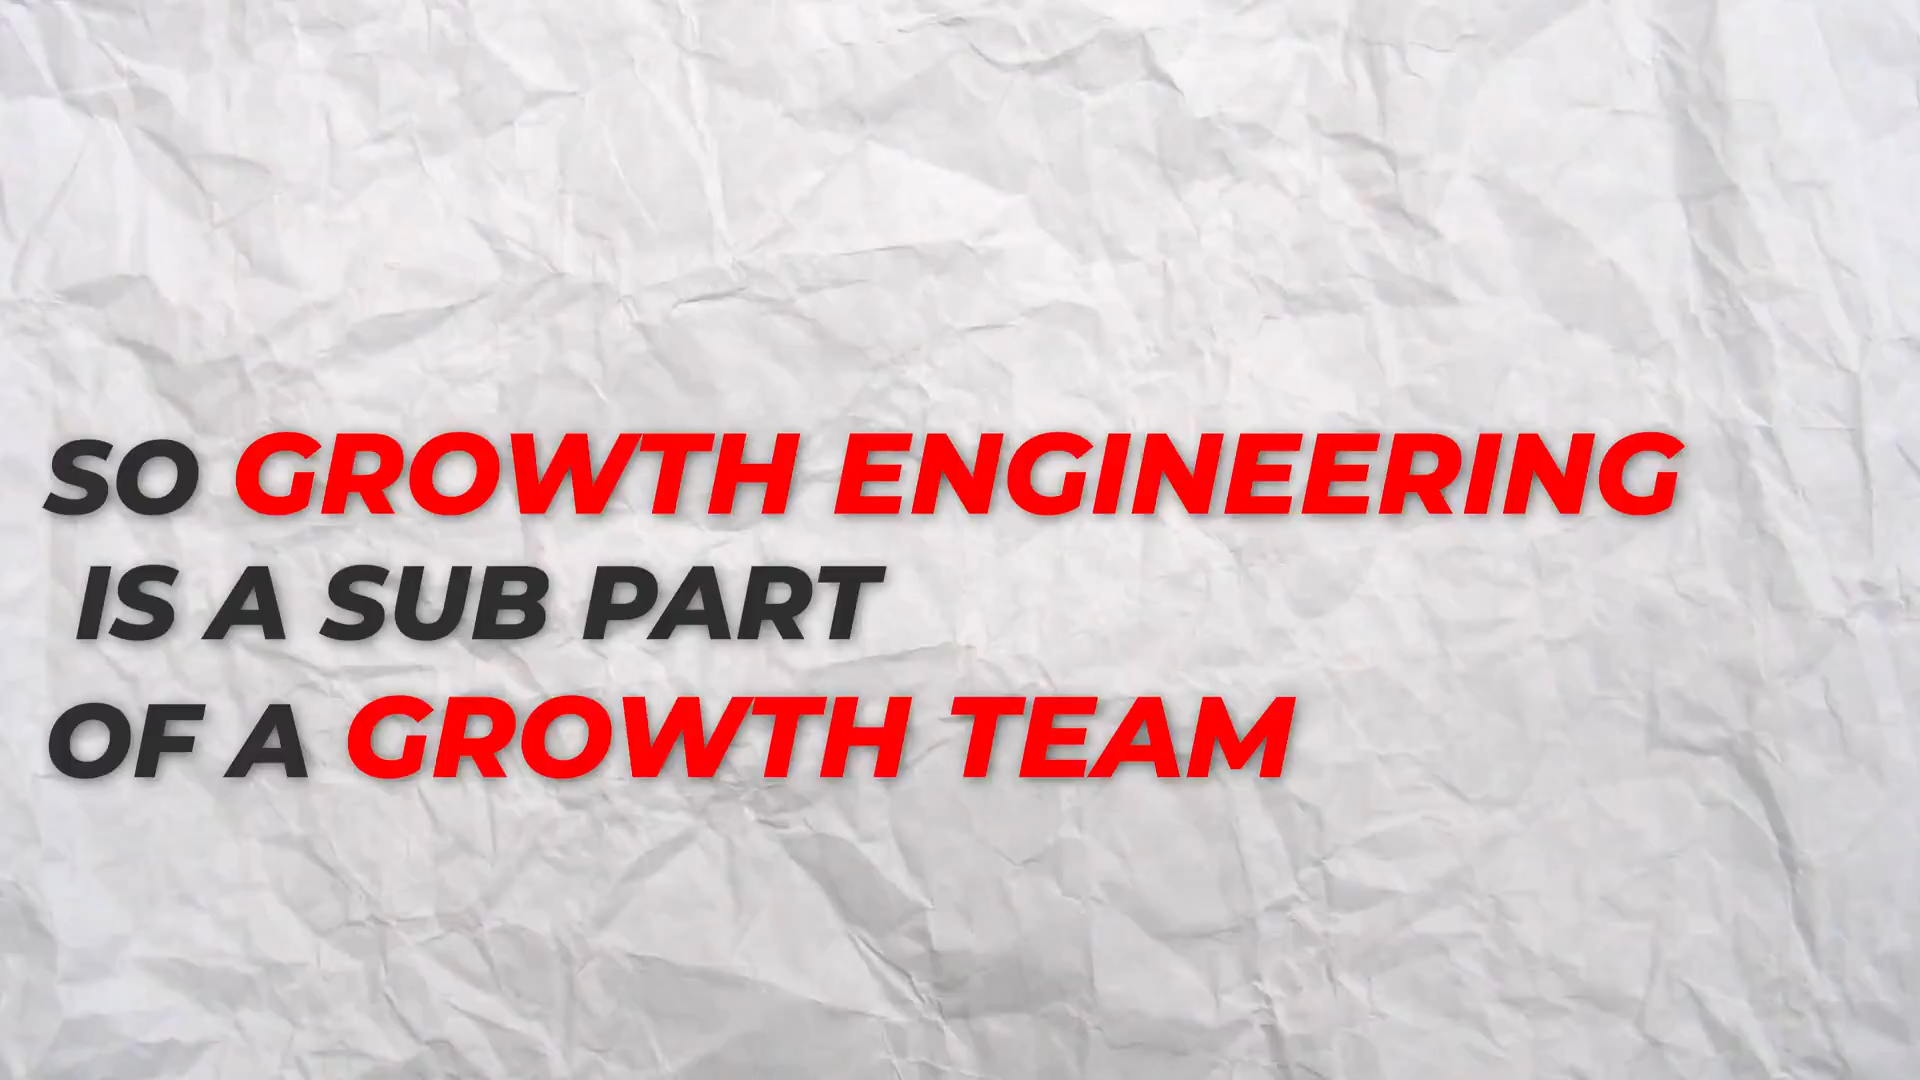 SO GROWTH ENGINEERING
IS A SUB PART
OF A GROWTH TEAM